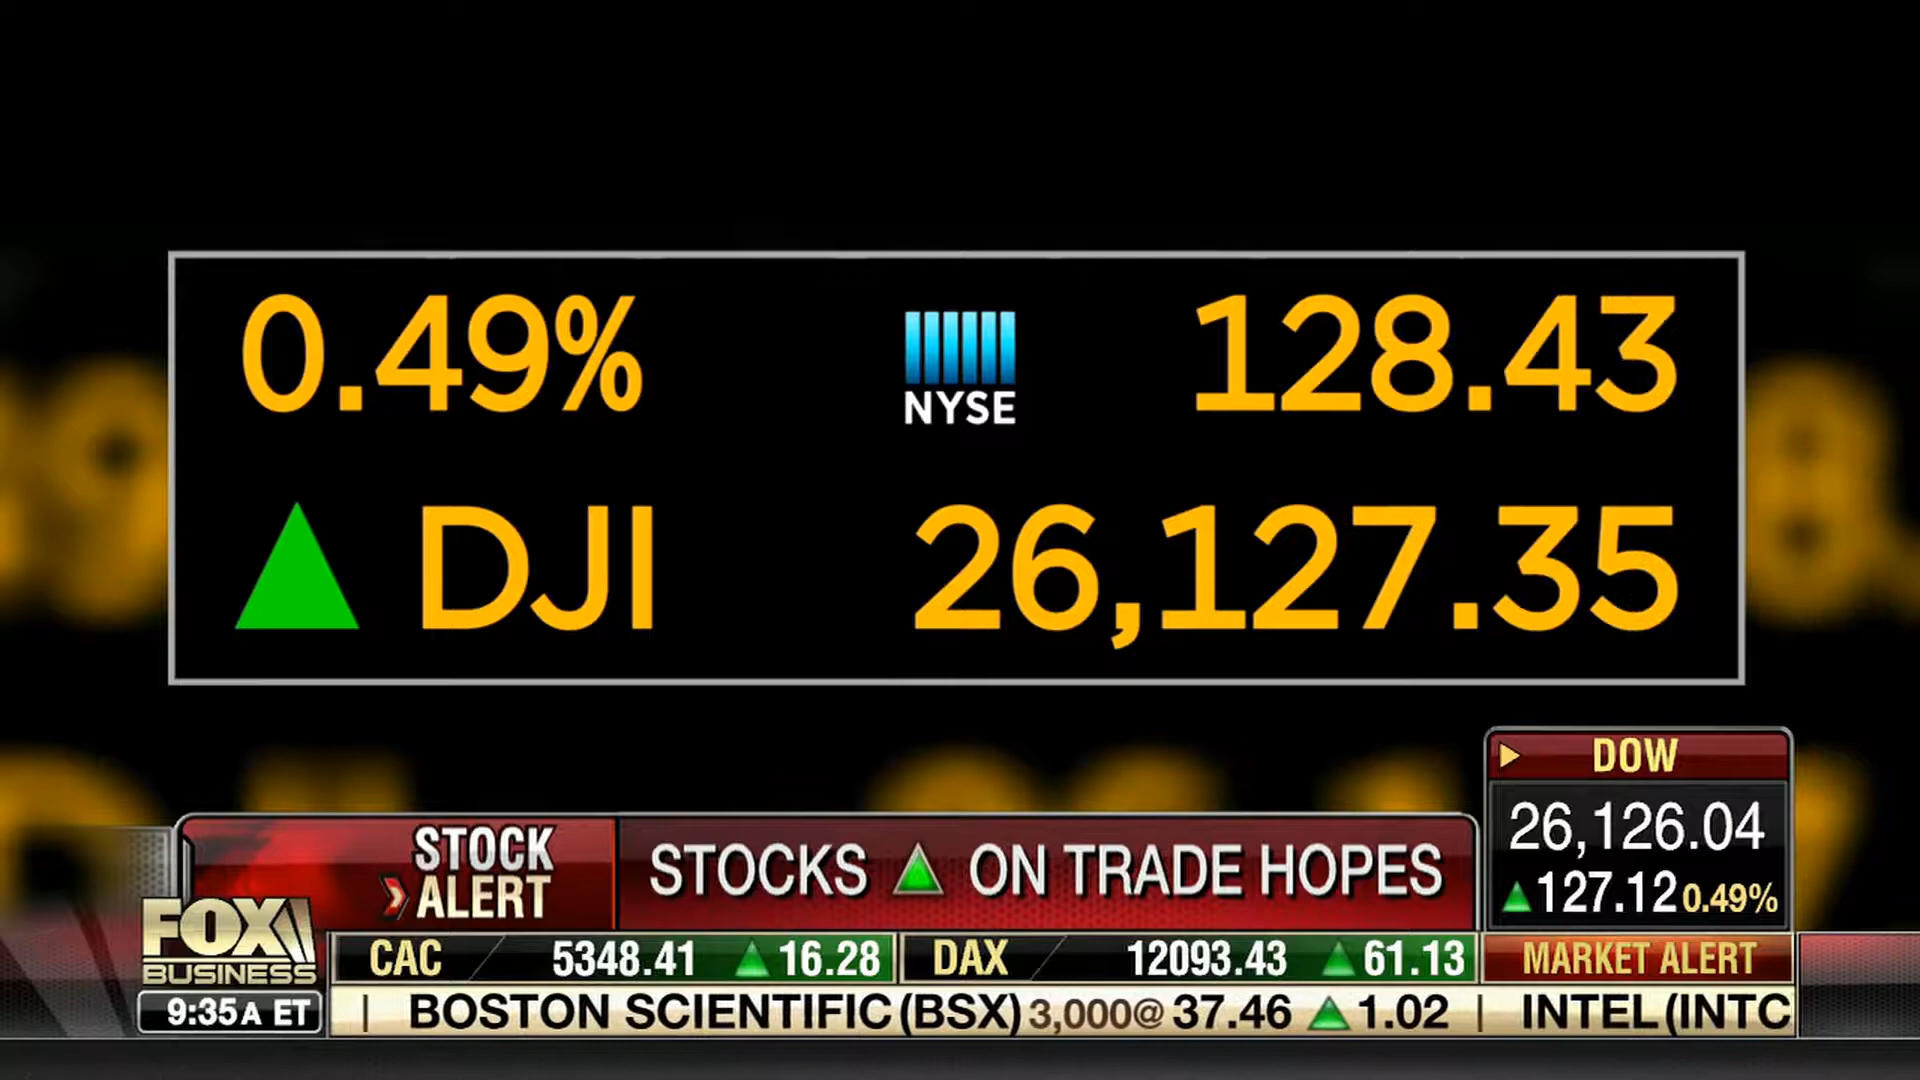 0.49%
NYSE
128.43
▲ DJI
26,127.35
DOW
26,126.04
▲127.12 0.49%
STOCK
ALERT
STOCKS ▲ ON TRADE HOPES
FOX
BUSINESS
CAC 5348.41 ▲16.28
DAX 12093.43 ▲61.13
MARKET ALERT
9:35A ET
| BOSTON SCIENTIFIC (BSX) 3,000@ 37.46 ▲1.02 | INTEL (INTC